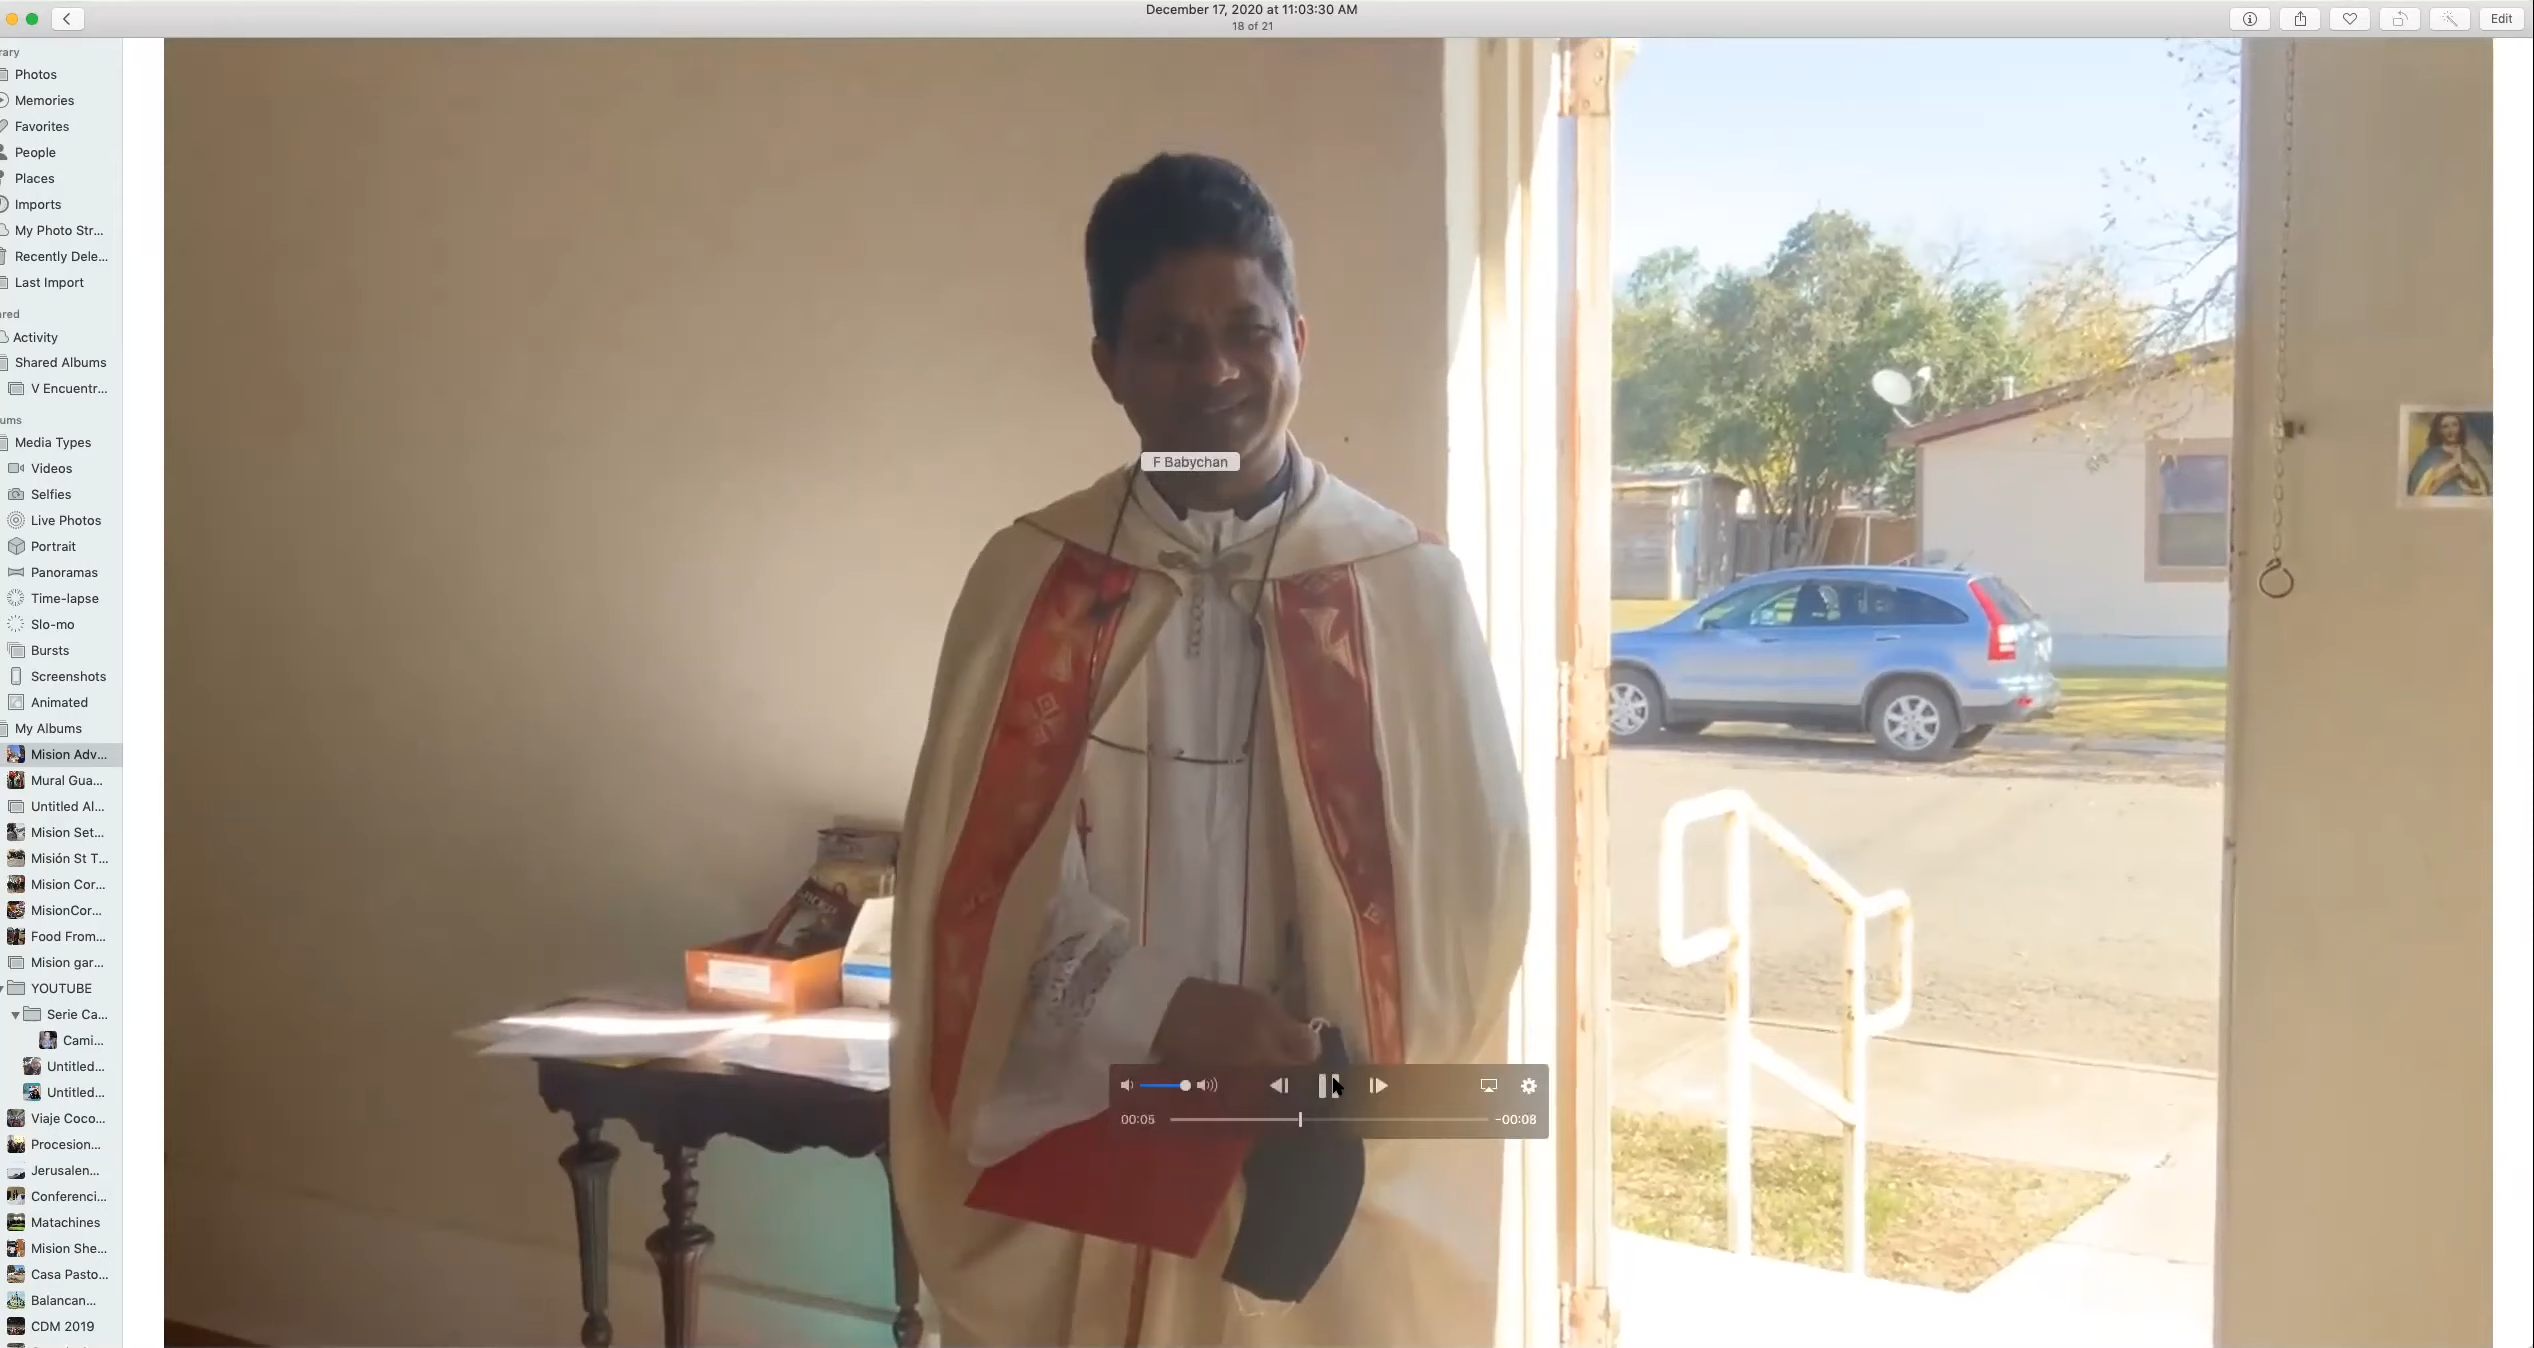 December 17, 2020 at 11:03:30 AM
18 of 21
Edit
rary
Photos
Memories
Favorites
People
Places
Imports
My Photo Str...
Recently Dele...
Last Import
ared
Activity
Shared Albums
V Encuentr...
ums
Media Types
Videos
Selfies
Live Photos
Portrait
Panoramas
Time-lapse
Slo-mo
Bursts
Screenshots
Animated
My Albums
Mision Adv...
Mural Gua...
Untitled Al...
Mision Set...
Misión St T...
Mision Cor...
MisionCor...
Food From...
Mision gar...
YOUTUBE
Serie Ca...
Cami...
Untitled...
Untitled...
Viaje Coco...
Procesion...
Jerusalen...
Conferenci...
Matachines
Mision She...
Casa Pasto...
Balancan...
CDM 2019
F Babychan
00:05
-00:08